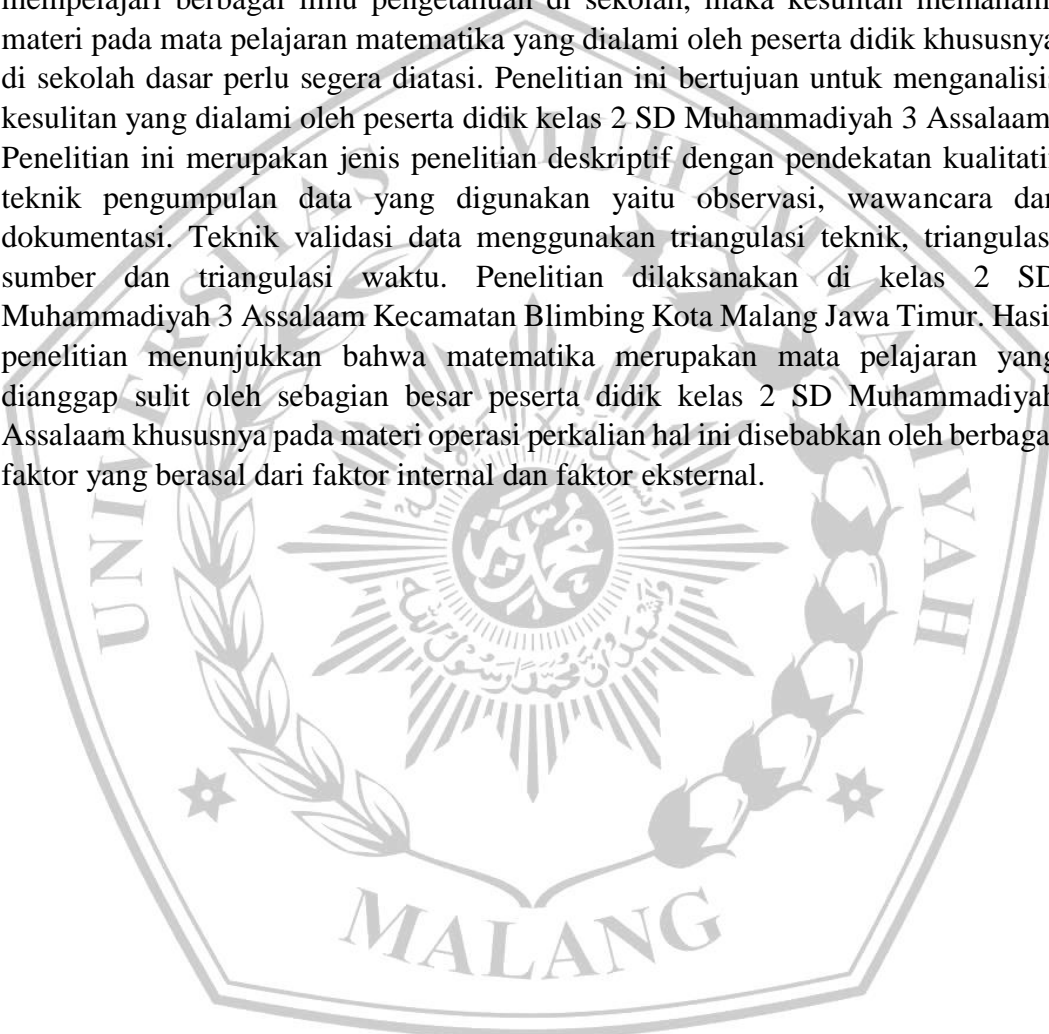 mempelajari berbagai ilmu pengetahuan di sekolah, maka kesulitan memahami
materi pada mata pelajaran matematika yang dialami oleh peserta didik khususnya
di sekolah dasar perlu segera diatasi. Penelitian ini bertujuan untuk menganalisis
kesulitan yang dialami oleh peserta didik kelas 2 SD Muhammadiyah 3 Assalaam
Penelitian ini merupakan jenis penelitian deskriptif dengan pendekatan kualitatif
teknik pengumpulan data yang digunakan yaitu observasi, wawancara dan
dokumentasi. Teknik validasi data menggunakan triangulasi teknik, triangulasi
sumber dan triangulasi waktu. Penelitian dilaksanakan di kelas 2 SD
Muhammadiyah 3 Assalaam Kecamatan Blimbing Kota Malang Jawa Timur. Hasil
penelitian menunjukkan bahwa matematika merupakan mata pelajaran yang
dianggap sulit oleh sebagian besar peserta didik kelas 2 SD Muhammadiyah
Assalaam khususnya pada materi operasi perkalian hal ini disebabkan oleh berbagai
faktor yang berasal dari faktor internal dan faktor eksternal.
UNIVERSITAS MUHAMMADIYAH
MALANG